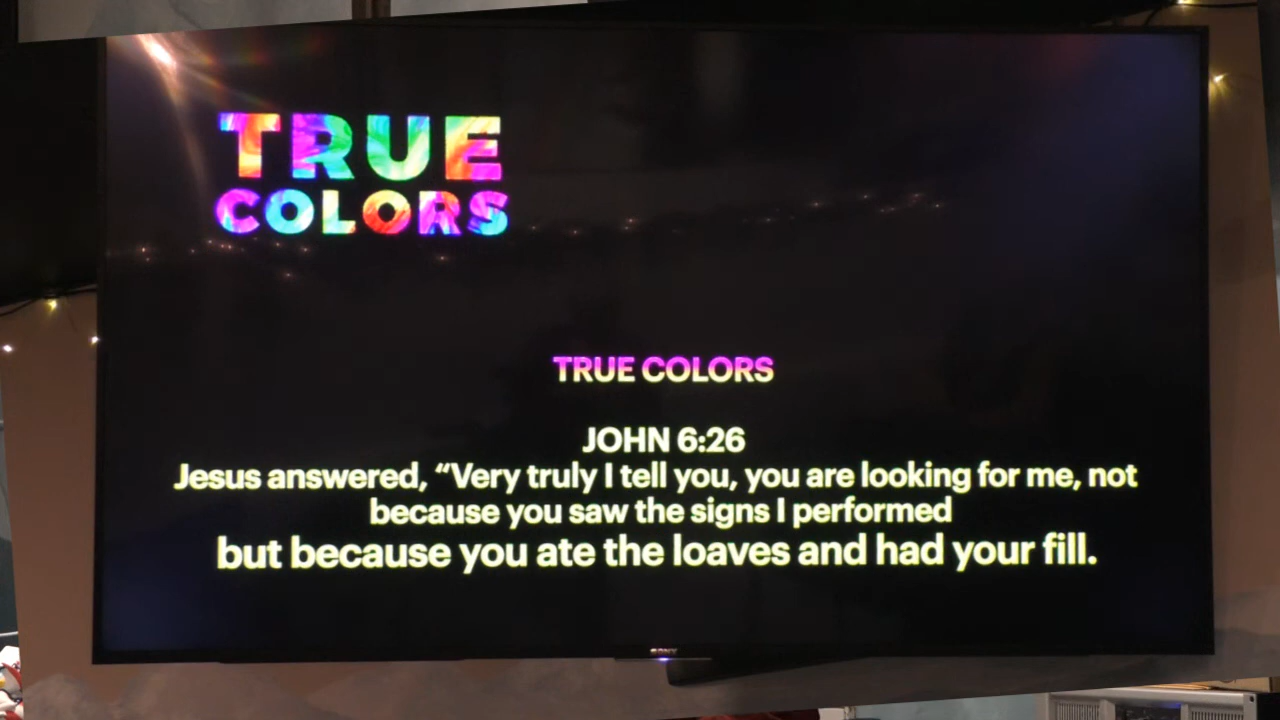 TRUE
COLORS
TRUE COLORS
JOHN 6:26
Jesus answered, “Very truly I tell you, you are looking for me, not
because you saw the signs I performed
but because you ate the loaves and had your fill.
SONY